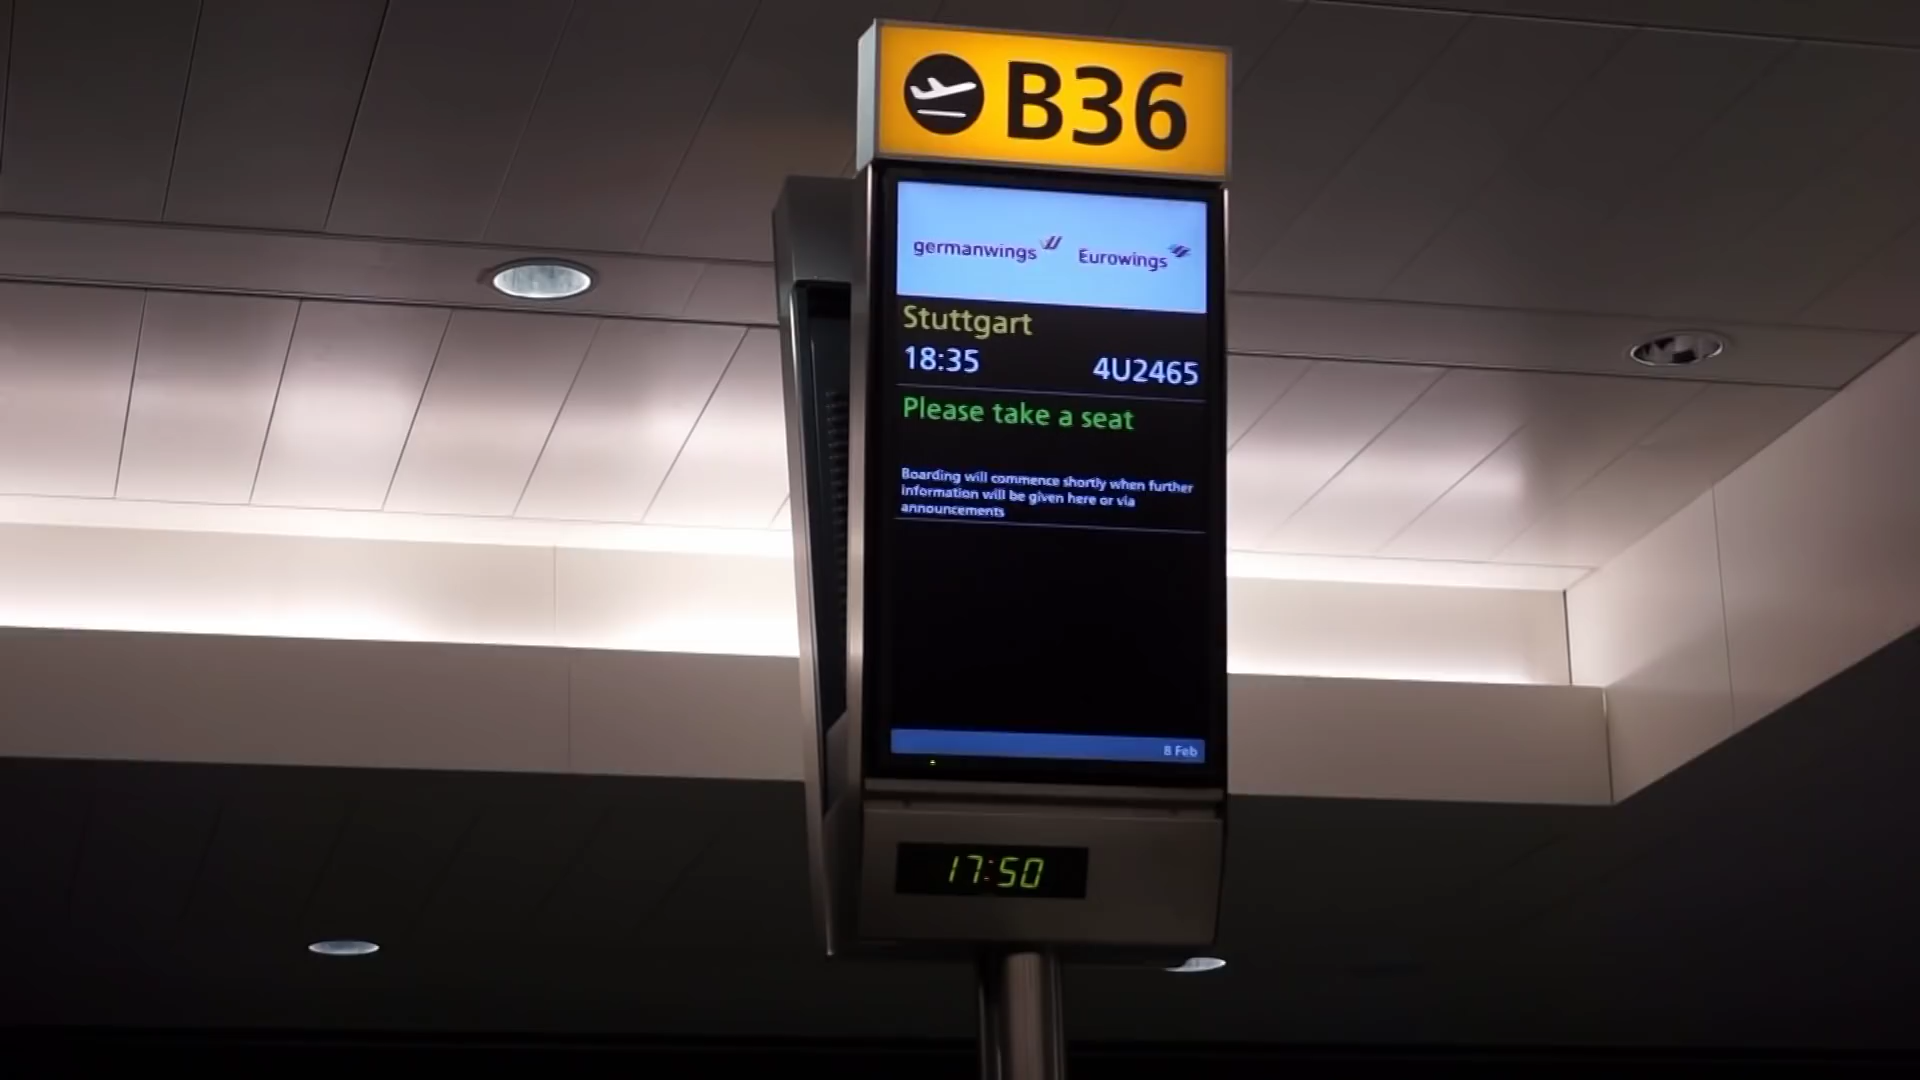 B36
germanwings Eurowings
Stuttgart
18:35 4U2465
Please take a seat
Boarding will commence shortly when further
information will be given here or via
announcements
8 Feb
17:50